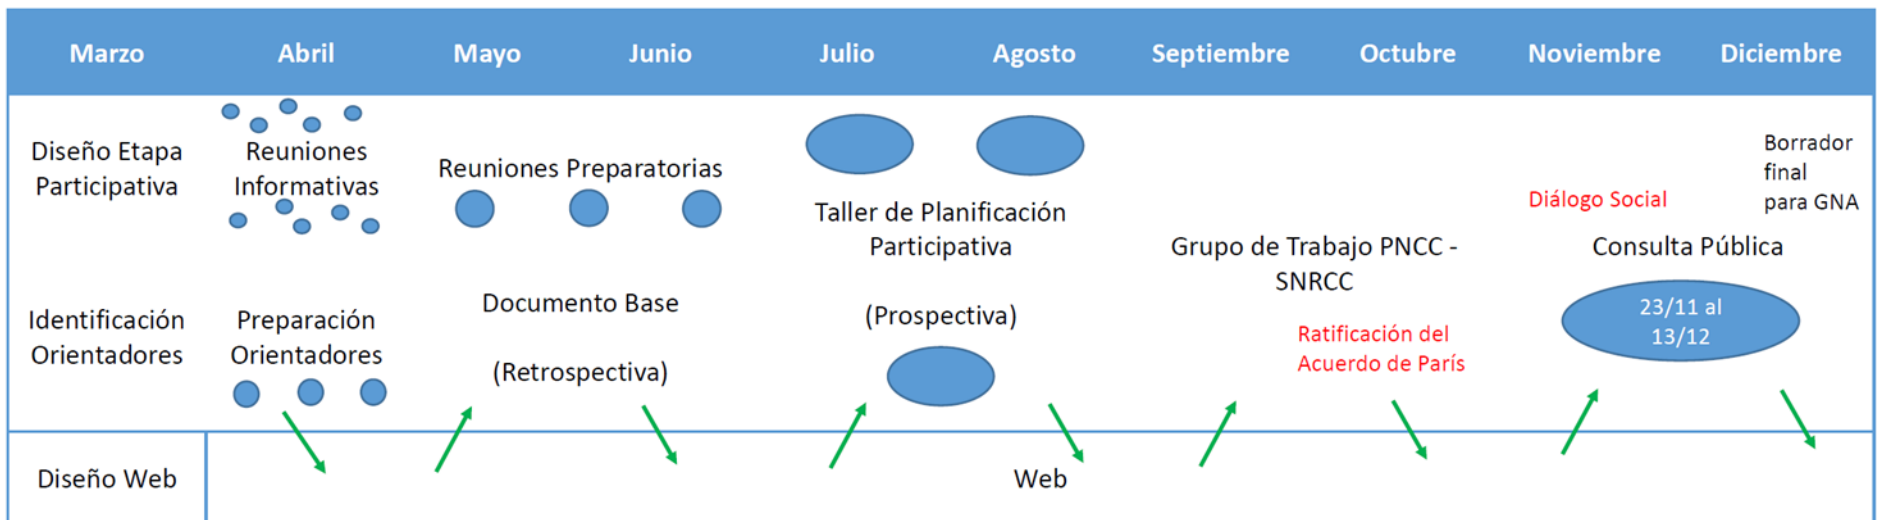 Marzo Abril Mayo Junio Julio Agosto Septiembre Octubre Noviembre Diciembre
Diseño Etapa
Participativa
Identificación
Orientadores
Reuniones
Informativas
Preparación
Orientadores
Reuniones Preparatorias
Documento Base
(Retrospectiva)
Taller de Planificación
Participativa
(Prospectiva)
Grupo de Trabajo PNCC -
SNRCC
Ratificación del
Acuerdo de París
Diálogo Social
Consulta Pública
23/11 al
13/12
Borrador
final
para GNA
Diseño Web
Web